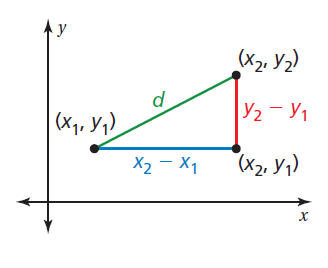 y
(x₂, y₂)
d
(x₁, y₁)
y₂ − y₁
x₂ − x₁
(x₂, y₁)
x